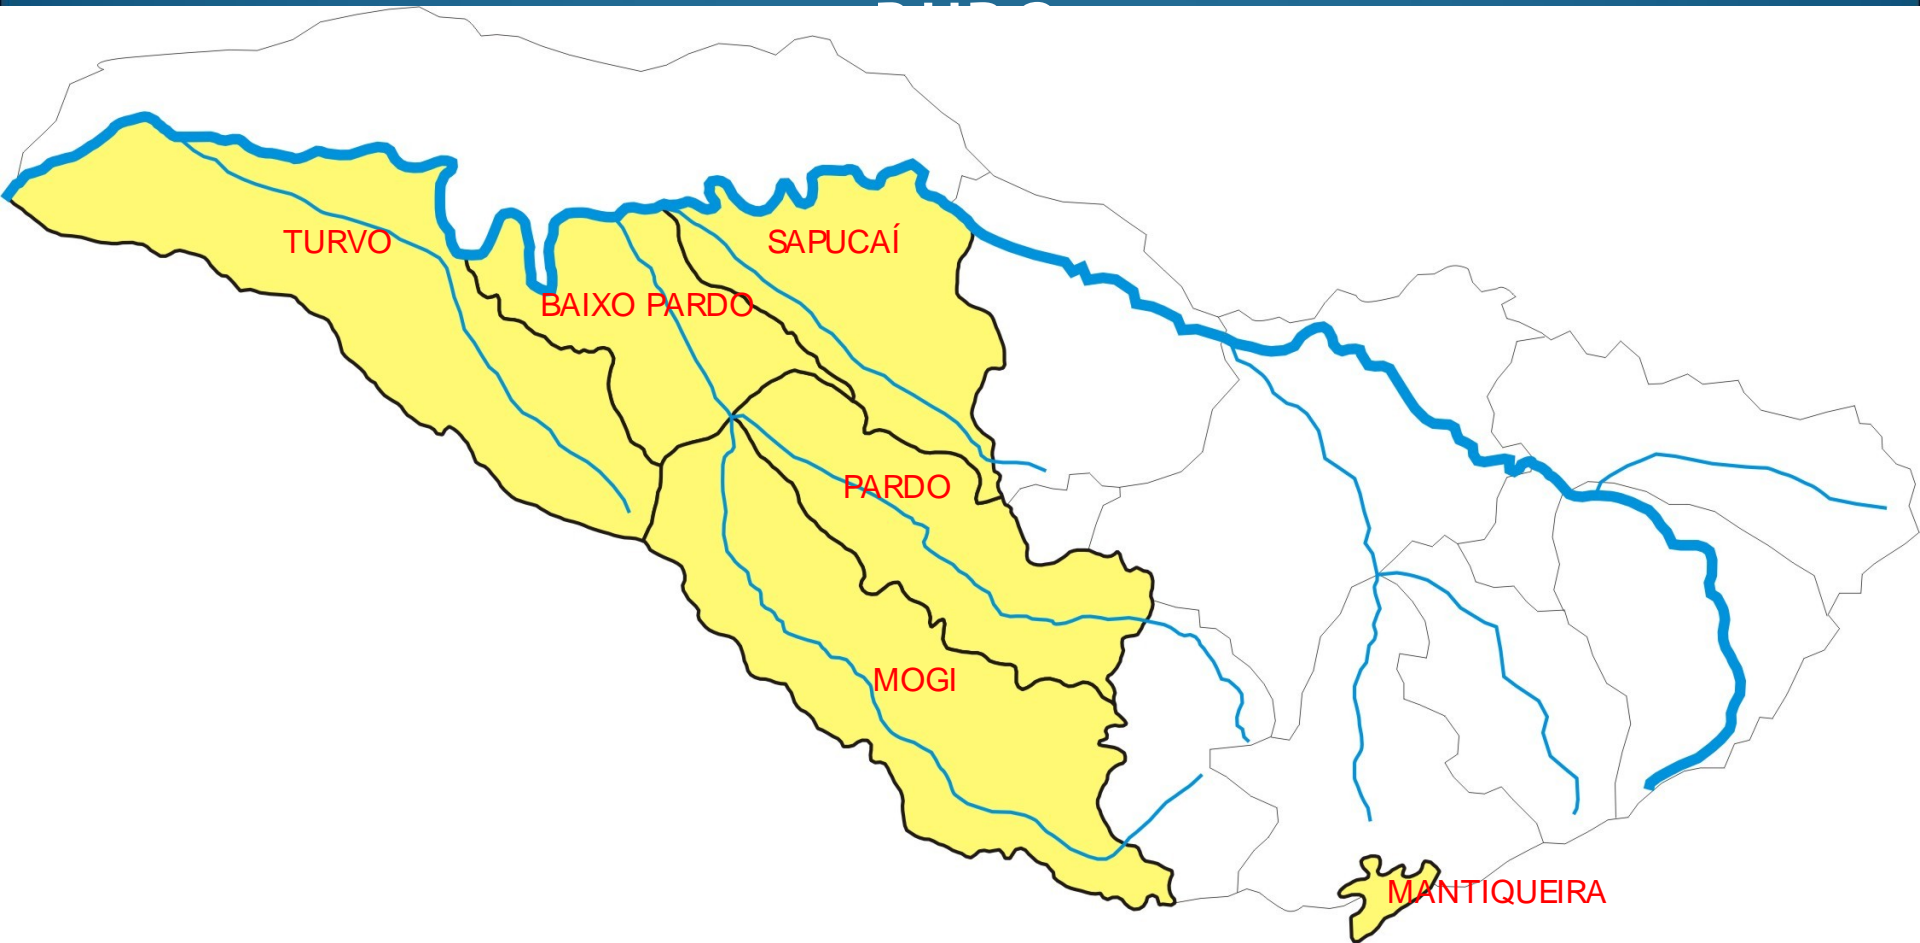 TURVO
SAPUCAÍ
BAIXO PARDO
PARDO
MOGI
MANTIQUEIRA